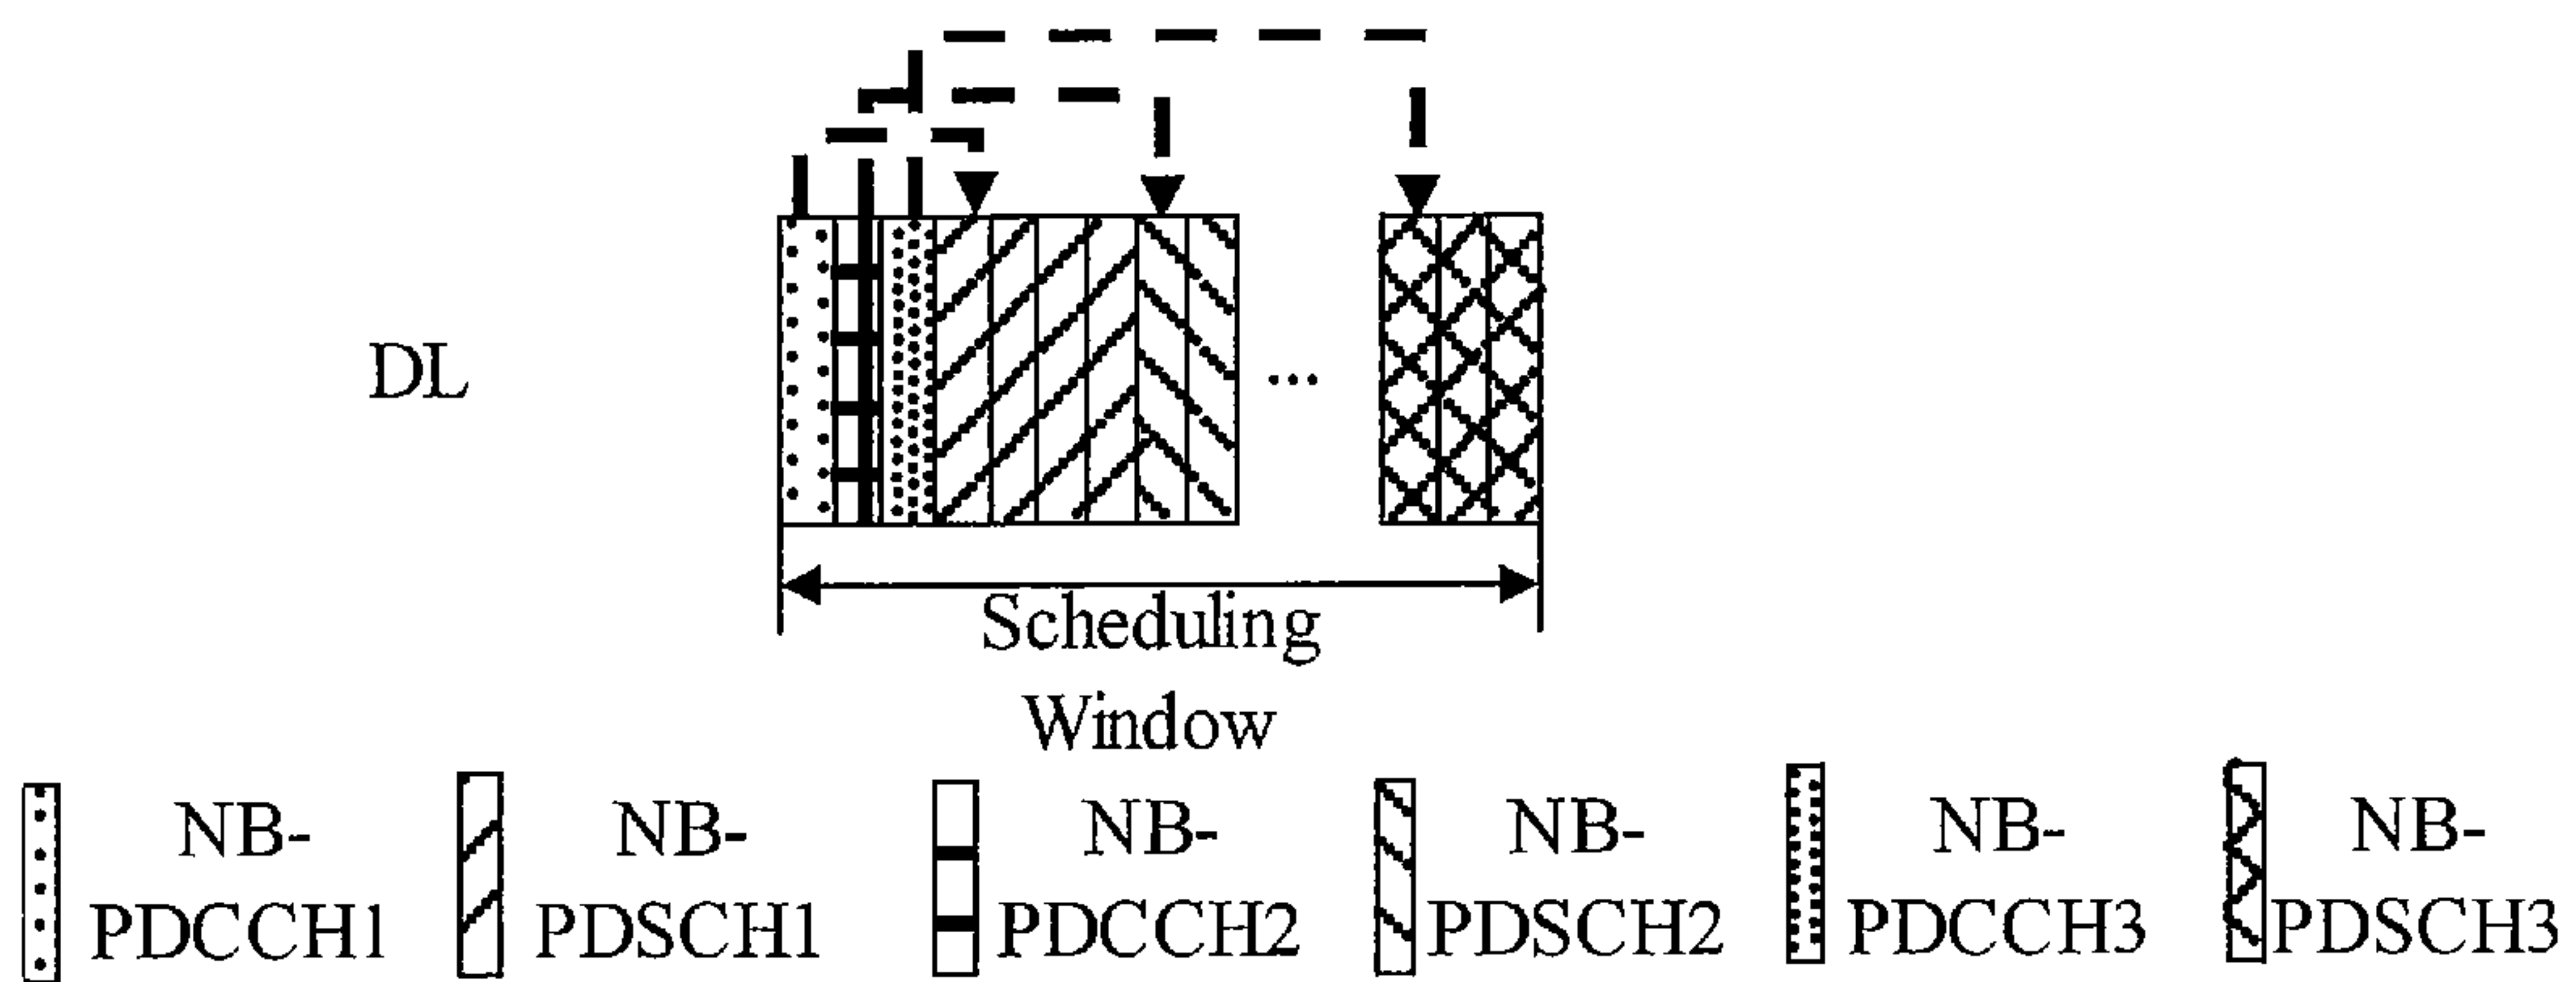 DL
...
Scheduling
Window
NB- NB- NB- NB- NB- NB-
PDCCH1 PDSCH1 PDCCH2 PDSCH2 PDCCH3 PDSCH3